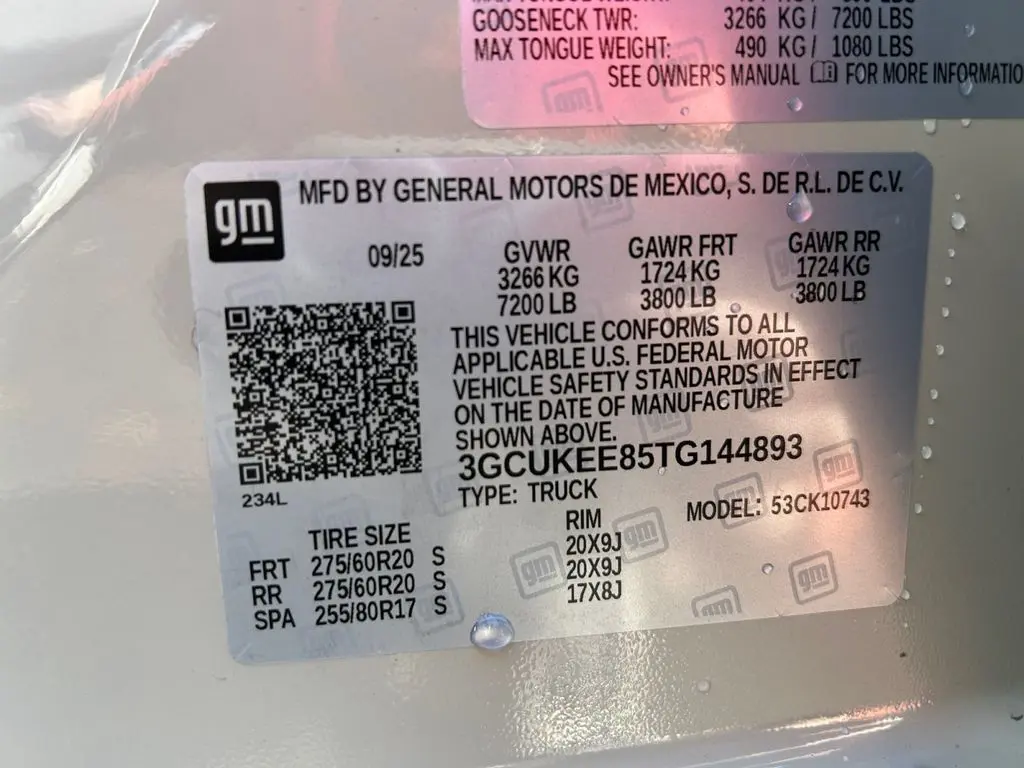 GOOSENECK TWR: 3266 KG/ 7200 LBS
MAX TONGUE WEIGHT: 490 KG/ 1080 LBS
SEE OWNER'S MANUAL FOR MORE INFORMATIO
gm
MFD BY GENERAL MOTORS DE MEXICO, S. DE R.L. DE C.V.
09/25 GVWR GAWR FRT GAWR RR
3266 KG 1724 KG 1724 KG
7200 LB 3800 LB 3800 LB
THIS VEHICLE CONFORMS TO ALL
APPLICABLE U.S. FEDERAL MOTOR
VEHICLE SAFETY STANDARDS IN EFFECT
ON THE DATE OF MANUFACTURE
SHOWN ABOVE.
3GCUKEE85TG144893
234L
TYPE: TRUCK MODEL: 53CK10743
TIRE SIZE RIM
FRT 275/60R20 S 20X9J
RR 275/60R20 S 20X9J
SPA 255/80R17 S 17X8J